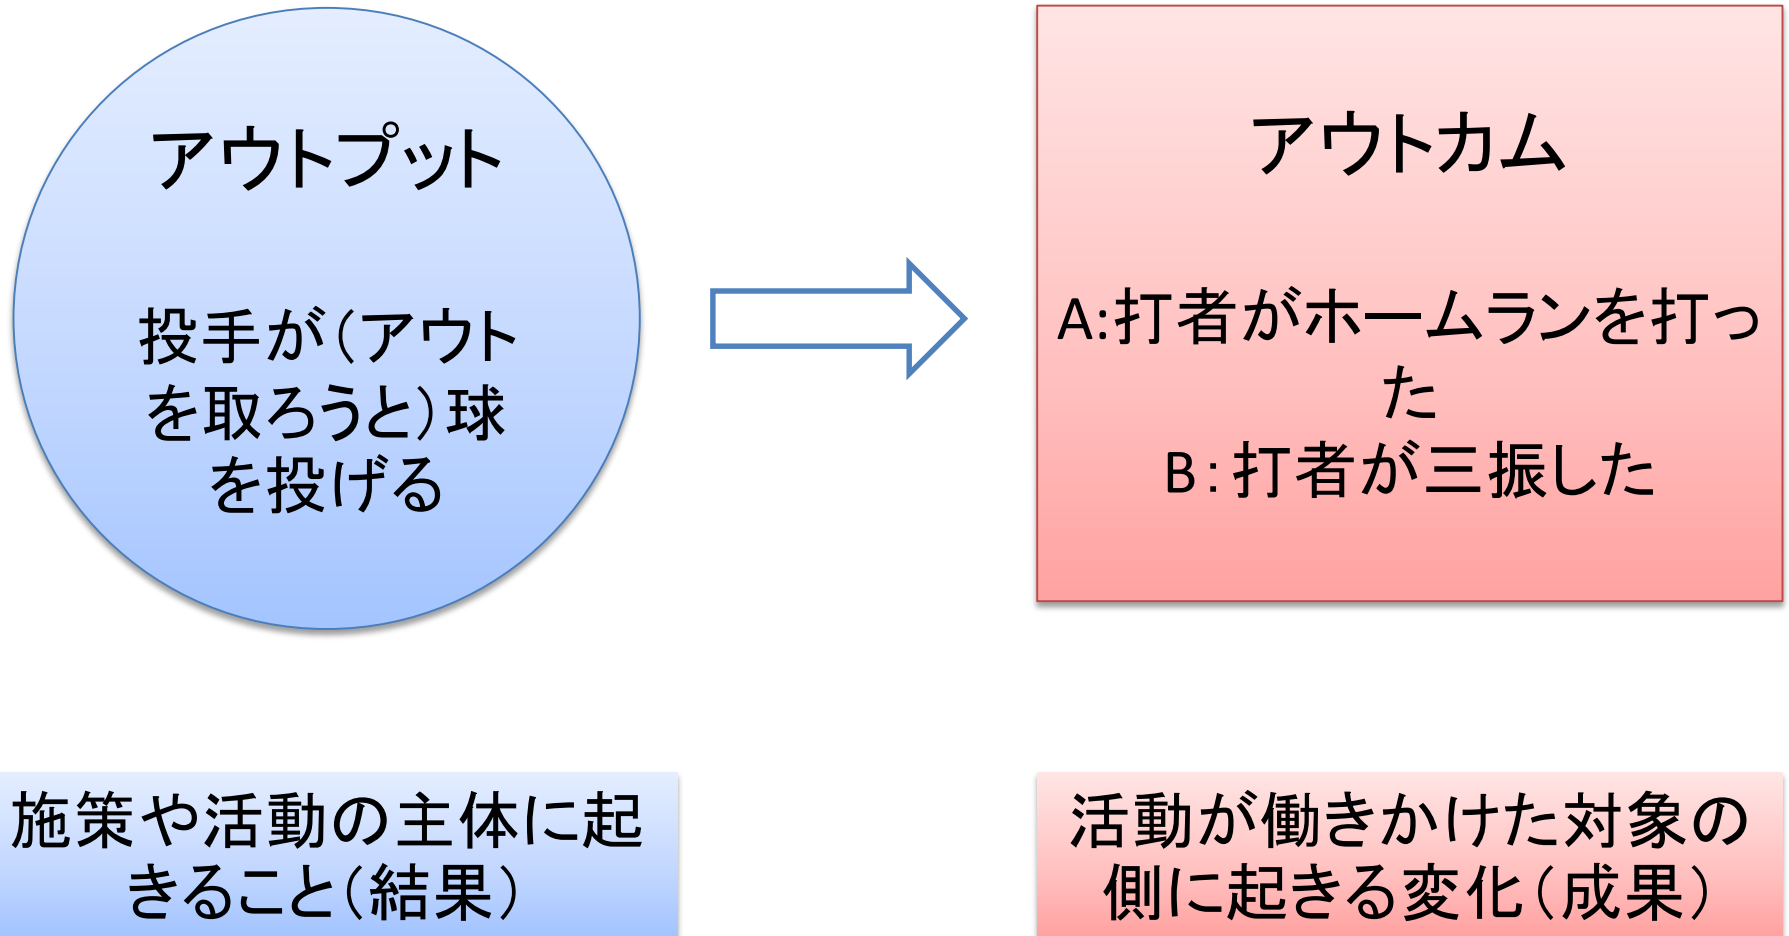 アウトプット
投手が（アウト
を取ろうと）球
を投げる
アウトカム
A:打者がホームランを打っ
た
B：打者が三振した
施策や活動の主体に起
きること（結果）
活動が働きかけた対象の
側に起きる変化（成果）